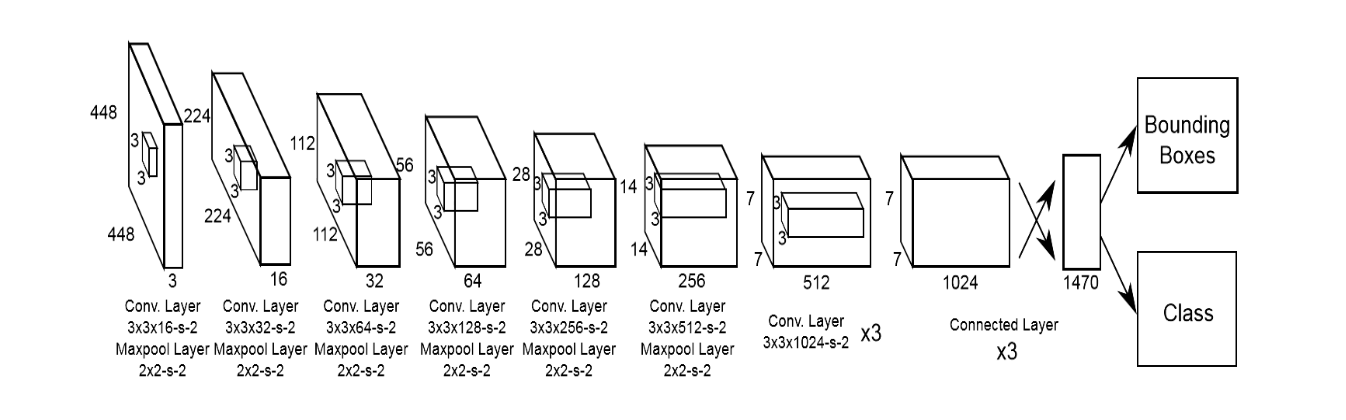 448
448
3
3
3
Conv. Layer
3x3x16-s-2
Maxpool Layer
2x2-s-2
224
224
3
3
16
Conv. Layer
3x3x32-s-2
Maxpool Layer
2x2-s-2
112
112
3
3
32
Conv. Layer
3x3x64-s-2
Maxpool Layer
2x2-s-2
56
56
3
3
64
Conv. Layer
3x3x128-s-2
Maxpool Layer
2x2-s-2
28
28
3
3
128
Conv. Layer
3x3x256-s-2
Maxpool Layer
2x2-s-2
14
14
3
3
256
Conv. Layer
3x3x512-s-2
Maxpool Layer
2x2-s-2
7
7
3
3
512
Conv. Layer
3x3x1024-s-2
x3
7
7
1024
Connected Layer
x3
1470
Bounding
Boxes
Class